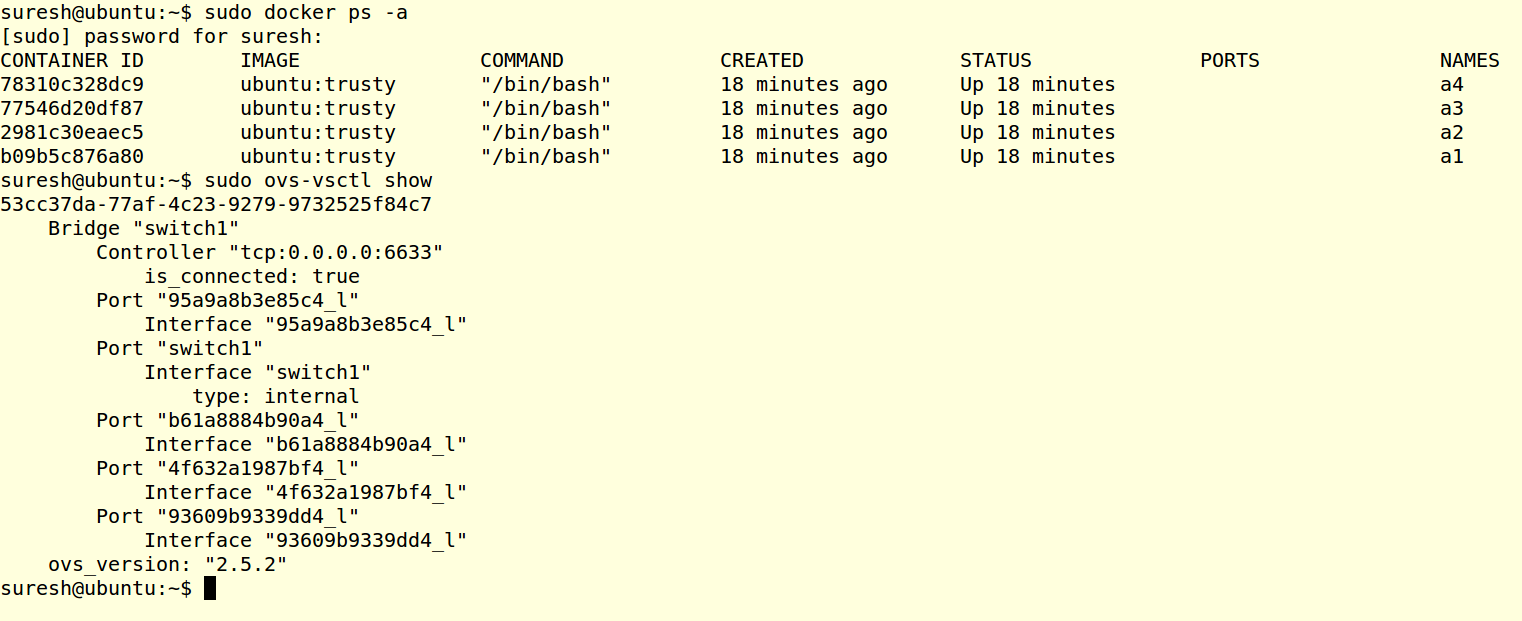 suresh@ubuntu:~$ sudo docker ps -a
[sudo] password for suresh:
CONTAINER ID        IMAGE               COMMAND             CREATED             STATUS              PORTS               NAMES
78310c328dc9        ubuntu:trusty       "/bin/bash"         18 minutes ago      Up 18 minutes                           a4
77546d20df87        ubuntu:trusty       "/bin/bash"         18 minutes ago      Up 18 minutes                           a3
2981c30eaec5        ubuntu:trusty       "/bin/bash"         18 minutes ago      Up 18 minutes                           a2
b09b5c876a80        ubuntu:trusty       "/bin/bash"         18 minutes ago      Up 18 minutes                           a1
suresh@ubuntu:~$ sudo ovs-vsctl show
53cc37da-77af-4c23-9279-9732525f84c7
    Bridge "switch1"
        Controller "tcp:0.0.0.0:6633"
            is_connected: true
        Port "95a9a8b3e85c4_l"
            Interface "95a9a8b3e85c4_l"
        Port "switch1"
            Interface "switch1"
                type: internal
        Port "b61a8884b90a4_l"
            Interface "b61a8884b90a4_l"
        Port "4f632a1987bf4_l"
            Interface "4f632a1987bf4_l"
        Port "93609b9339dd4_l"
            Interface "93609b9339dd4_l"
    ovs_version: "2.5.2"
suresh@ubuntu:~$